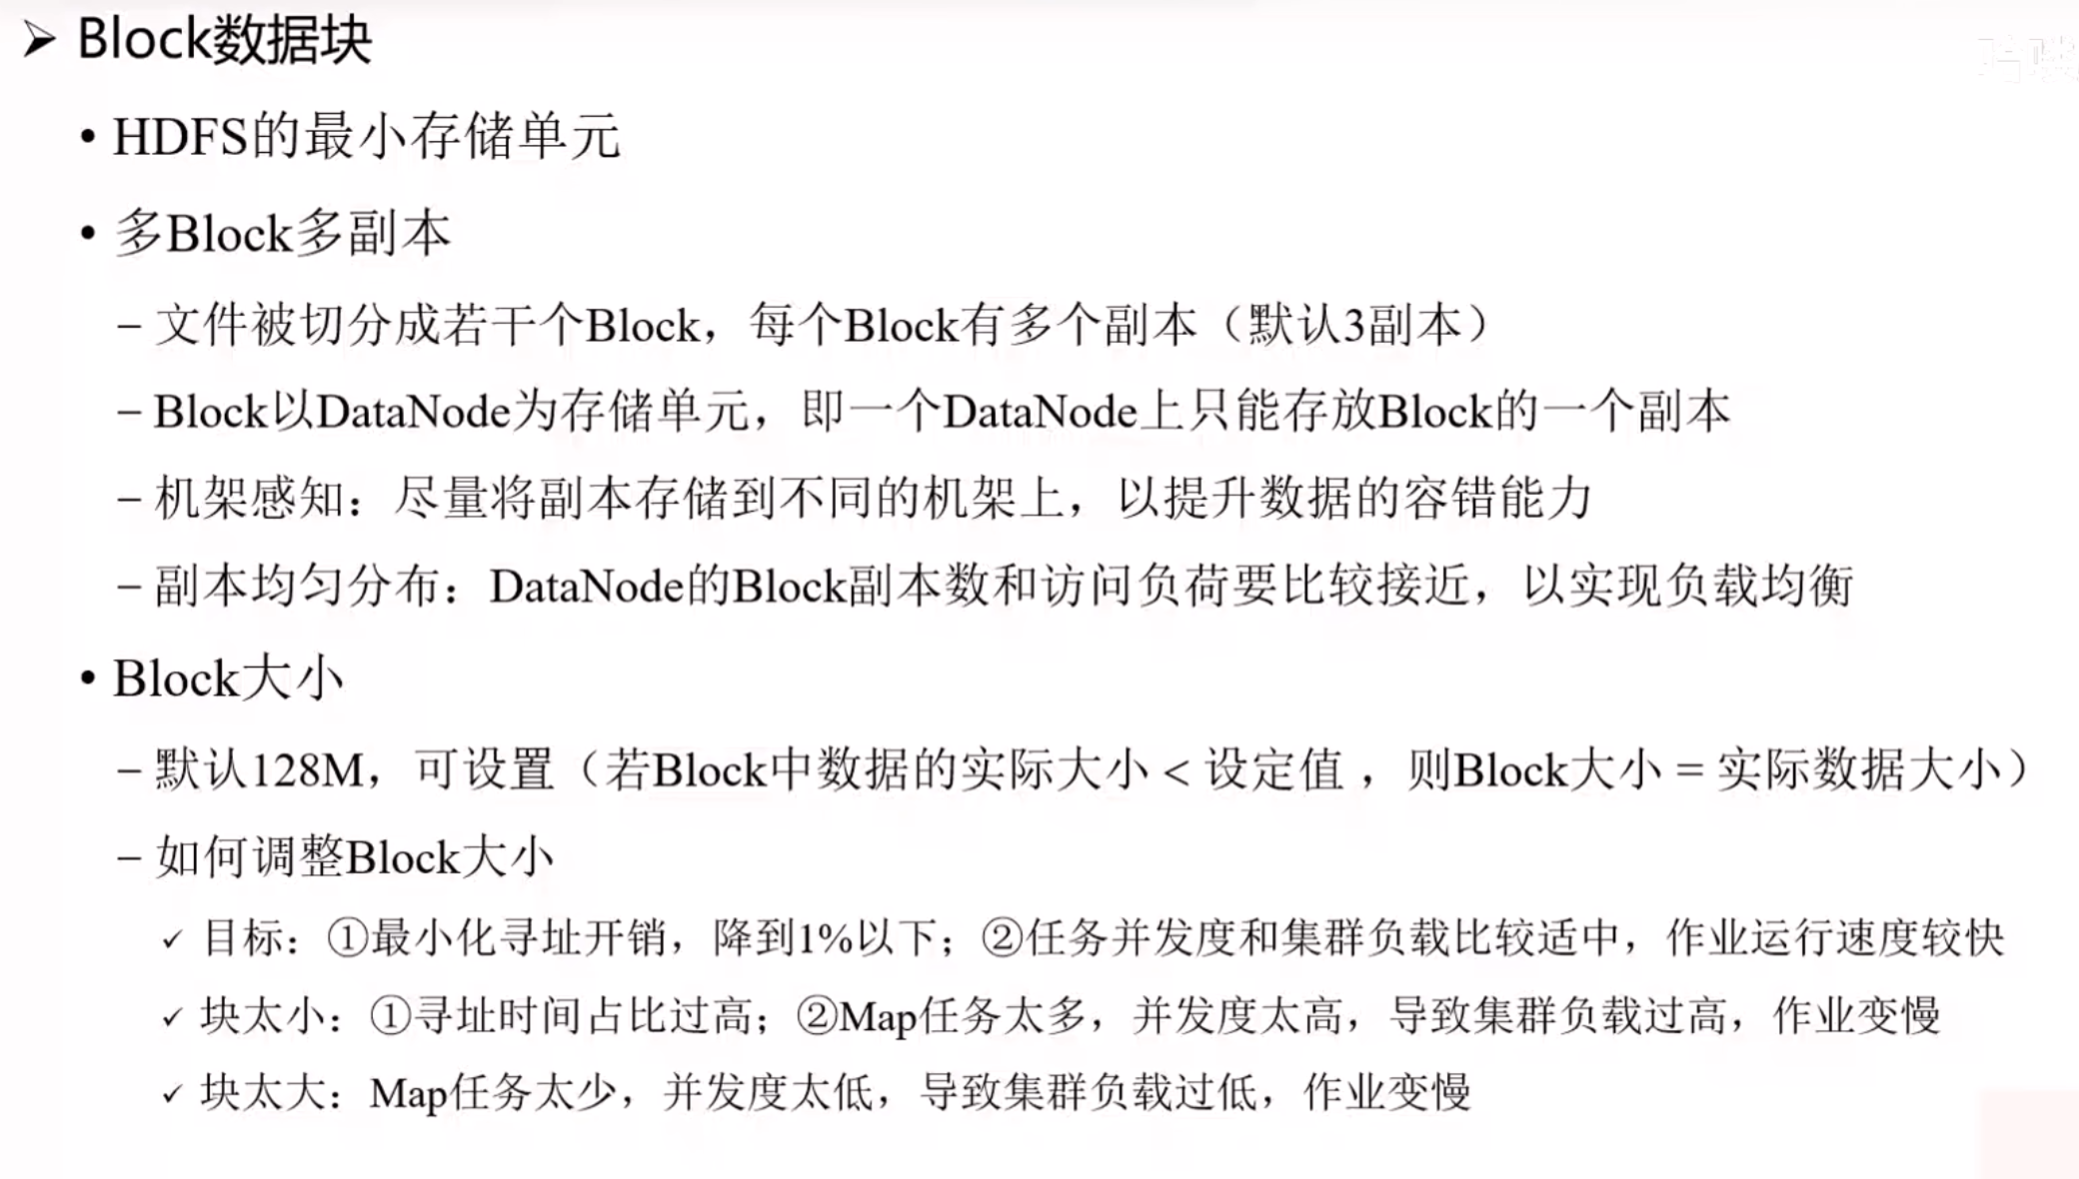 ➢ Block数据块
• HDFS的最小存储单元
• 多Block多副本
– 文件被切分成若干个Block，每个Block有多个副本（默认3副本）
– Block以DataNode为存储单元，即一个DataNode上只能存放Block的一个副本
– 机架感知：尽量将副本存储到不同的机架上，以提升数据的容错能力
– 副本均匀分布：DataNode的Block副本数和访问负荷要比较接近，以实现负载均衡
• Block大小
– 默认128M，可设置（若Block中数据的实际大小 < 设定值 ，则Block大小 = 实际数据大小）
– 如何调整Block大小
✓ 目标：①最小化寻址开销，降到1%以下；②任务并发度和集群负载比较适中，作业运行速度较快
✓ 块太小：①寻址时间占比过高；②Map任务太多，并发度太高，导致集群负载过高，作业变慢
✓ 块太大：Map任务太少，并发度太低，导致集群负载过低，作业变慢